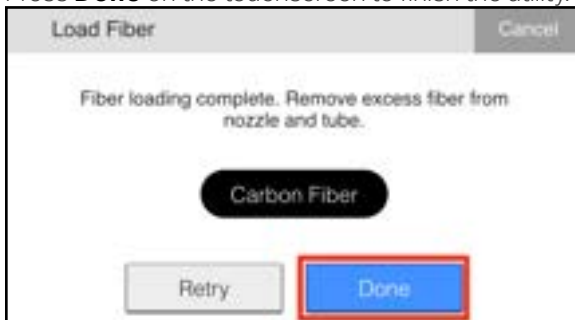 Press Done on the touchscreen to finish the utility.
Load Fiber
Cancel
Fiber loading complete. Remove excess fiber from
nozzle and tube.
Carbon Fiber
Retry
Done